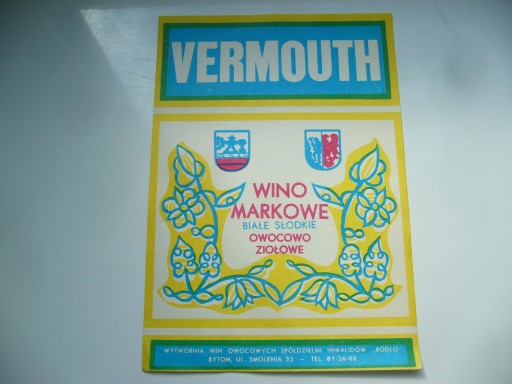 VERMOUTH
WINO
MARKOWE
BIAŁE SŁODKIE
OWOCOWO
ZIOŁOWE
WYTWÓRNIA WIN OWOCOWYCH SPÓŁDZIELNI INWALIDÓW „RODŁO"
BYTOM, UL. SMOLENIA 32 – TEL. 81-26-80